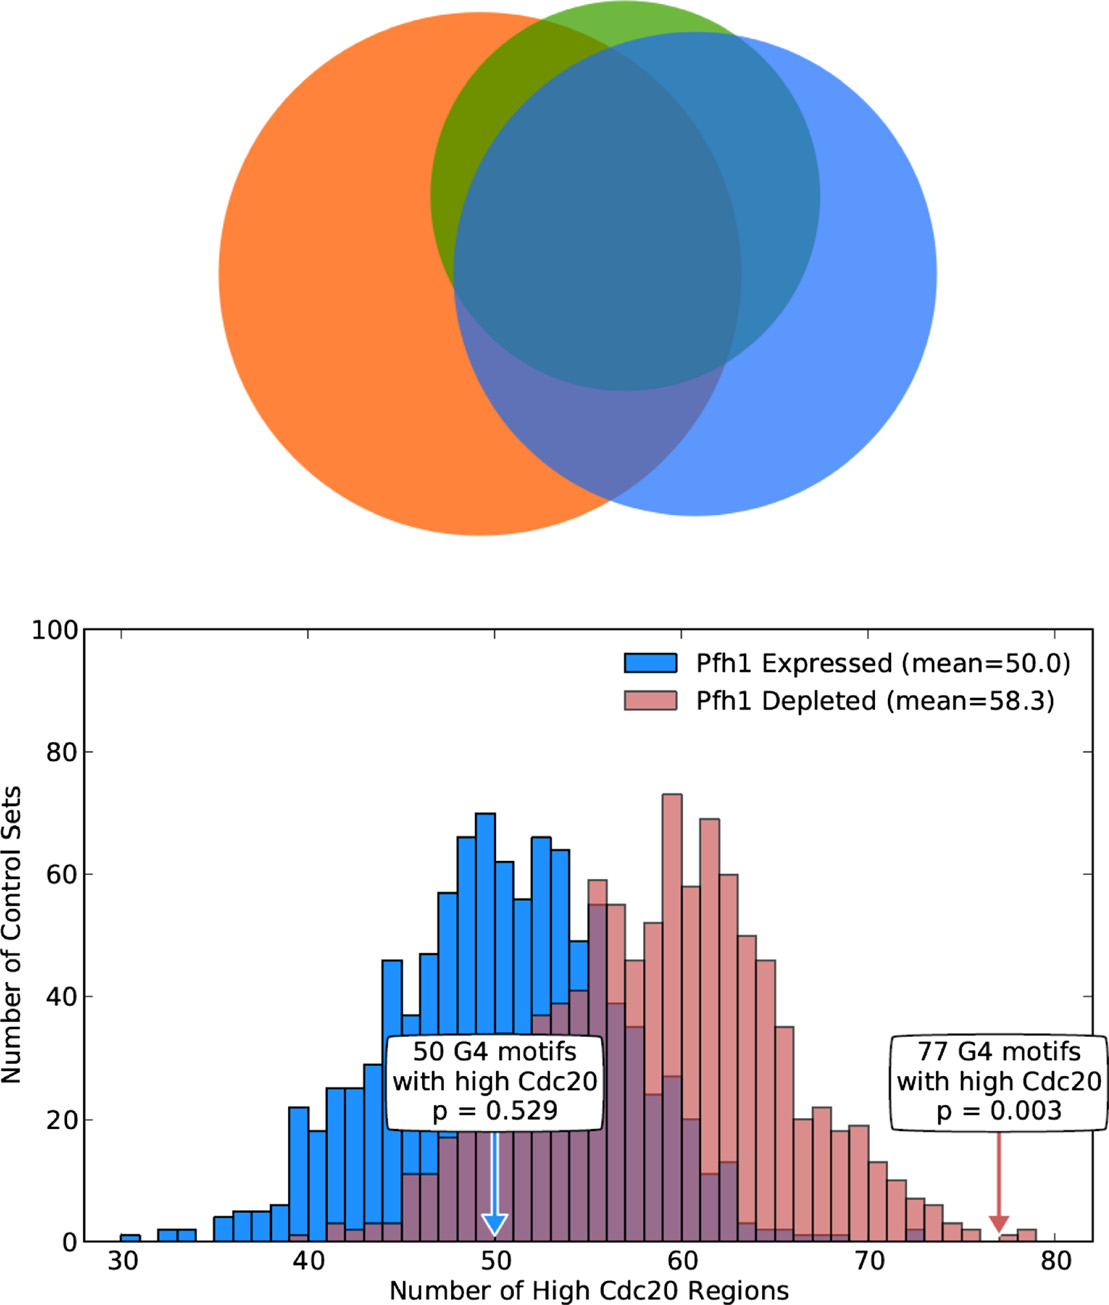 100
80
60
40
20
0
Number of Control Sets
Pfh1 Expressed (mean=50.0)
Pfh1 Depleted (mean=58.3)
50 G4 motifs
with high Cdc20
p = 0.529
77 G4 motifs
with high Cdc20
p = 0.003
30 40 50 60 70 80
Number of High Cdc20 Regions